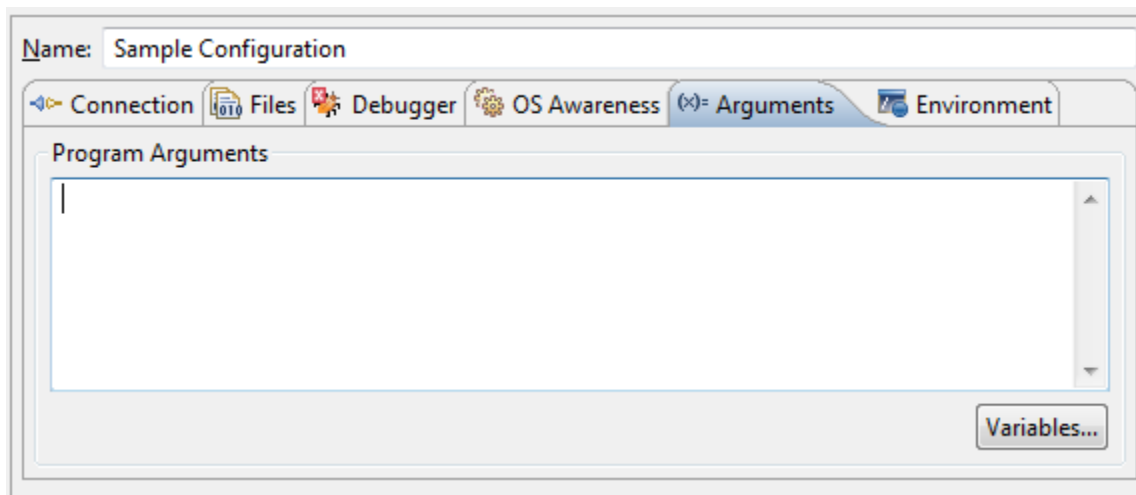 Name: Sample Configuration
Connection Files Debugger OS Awareness (x)= Arguments Environment
Program Arguments
Variables...